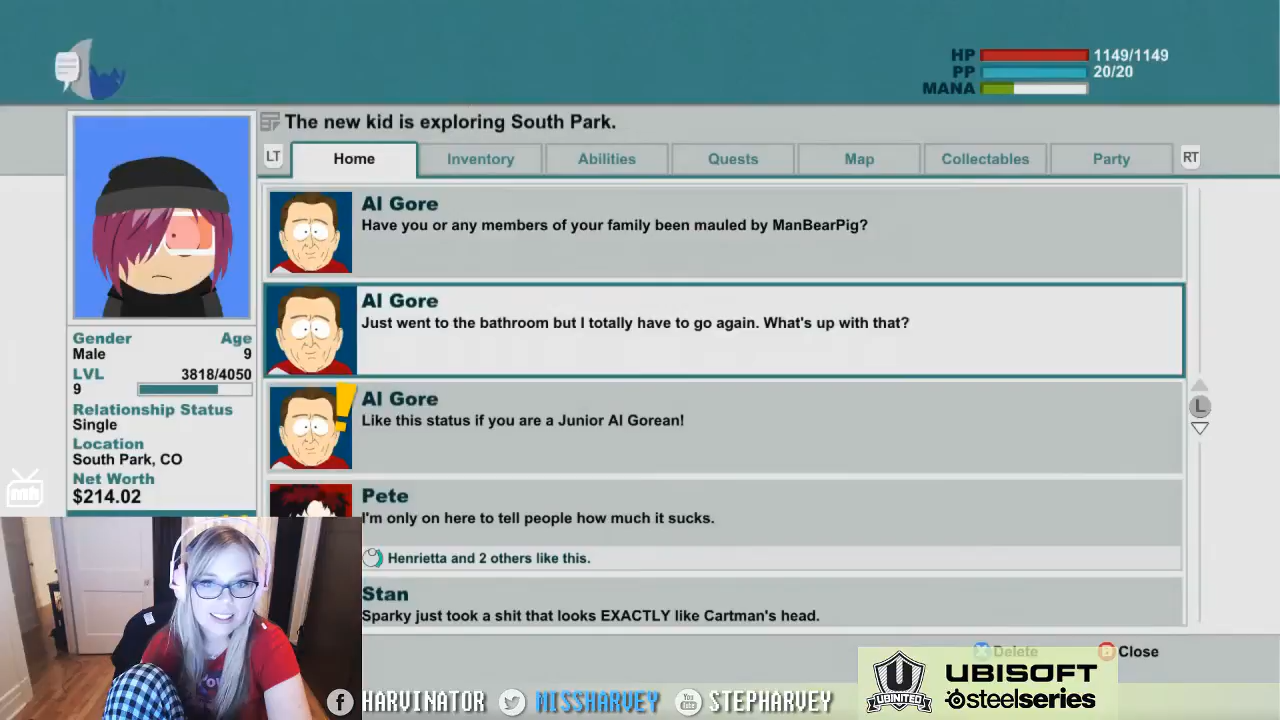 HP 1149/1149
PP 20/20
MANA
The new kid is exploring South Park.
LT Home Inventory Abilities Quests Map Collectables Party RT
Al Gore
Have you or any members of your family been mauled by ManBearPig?
Al Gore
Just went to the bathroom but I totally have to go again. What's up with that?
Al Gore
Like this status if you are a Junior Al Gorean!
Pete
I'm only on here to tell people how much it sucks.
Henrietta and 2 others like this.
Stan
Sparky just took a shit that looks EXACTLY like Cartman's head.
Gender Age
Male 9
LVL 3818/4050
9
Relationship Status
Single
Location
South Park, CO
Net Worth
$214.02
L
Delete Close
HARVINATOR MISSHARVEY STEPHARVEY
UBINITED
UBISOFT
steelseries